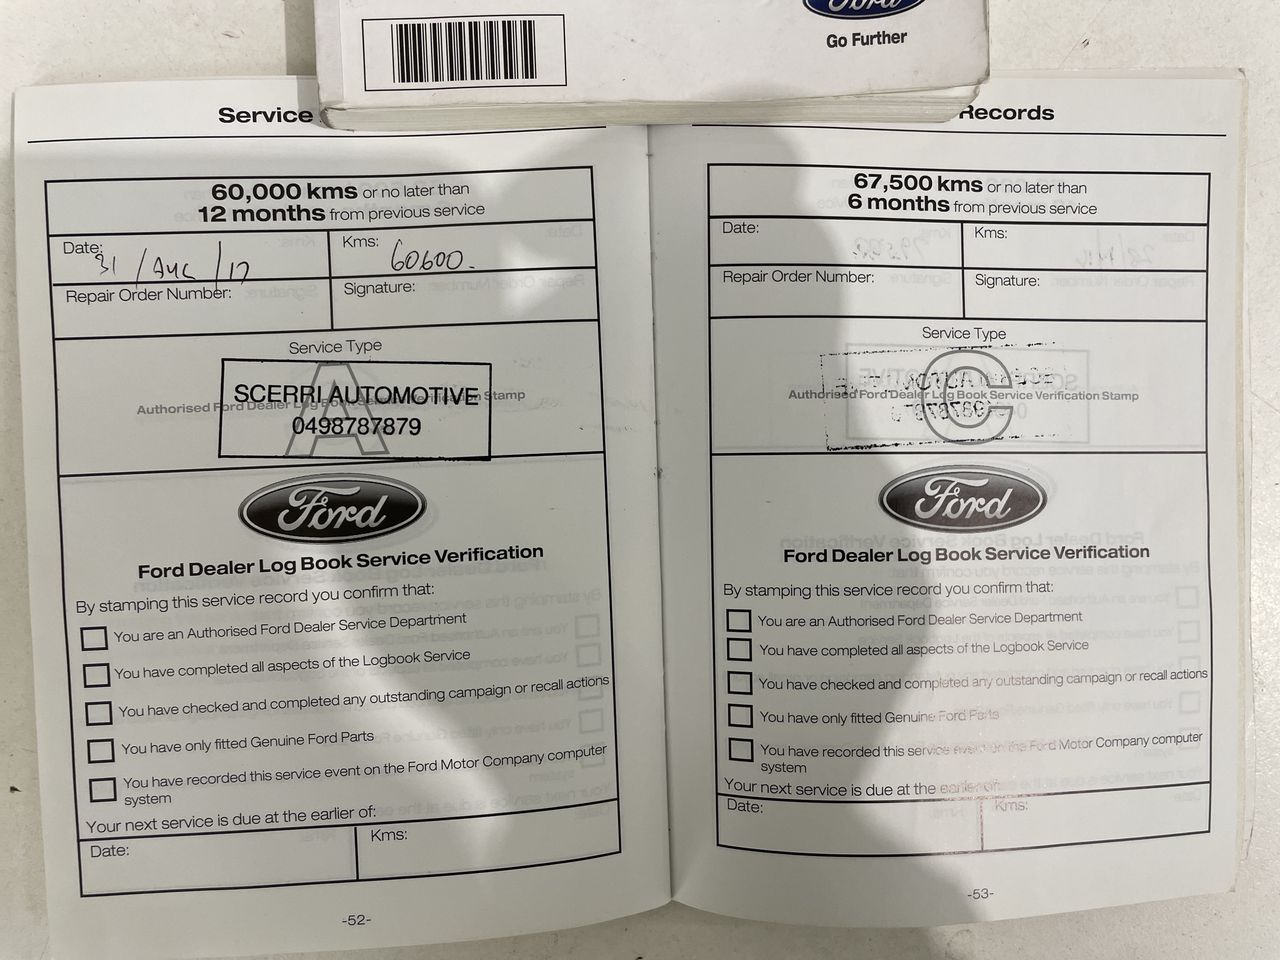 Ford
Go Further
Service
60,000 kms or no later than
12 months from previous service
Date:
31/AUG/17
Kms:
60600.
Repair Order Number:
Signature:
Service Type
A
Authorised Ford Dealer Log Book Service Verification Stamp
SCERRI AUTOMOTIVE
0498787879
Ford
Ford Dealer Log Book Service Verification
By stamping this service record you confirm that:
You are an Authorised Ford Dealer Service Department
You have completed all aspects of the Logbook Service
You have checked and completed any outstanding campaign or recall actions
You have only fitted Genuine Ford Parts
You have recorded this service event on the Ford Motor Company computer
system
Your next service is due at the earlier of:
Date:
Kms:
-52-
Records
67,500 kms or no later than
6 months from previous service
Date:
Kms:
Repair Order Number:
Signature:
Service Type
C
Authorised Ford Dealer Log Book Service Verification Stamp
Ford
Ford Dealer Log Book Service Verification
By stamping this service record you confirm that:
You are an Authorised Ford Dealer Service Department
You have completed all aspects of the Logbook Service
You have checked and completed any outstanding campaign or recall actions
You have only fitted Genuine Ford Parts
You have recorded this service event on the Ford Motor Company computer
system
Your next service is due at the earlier of:
Date:
Kms:
-53-